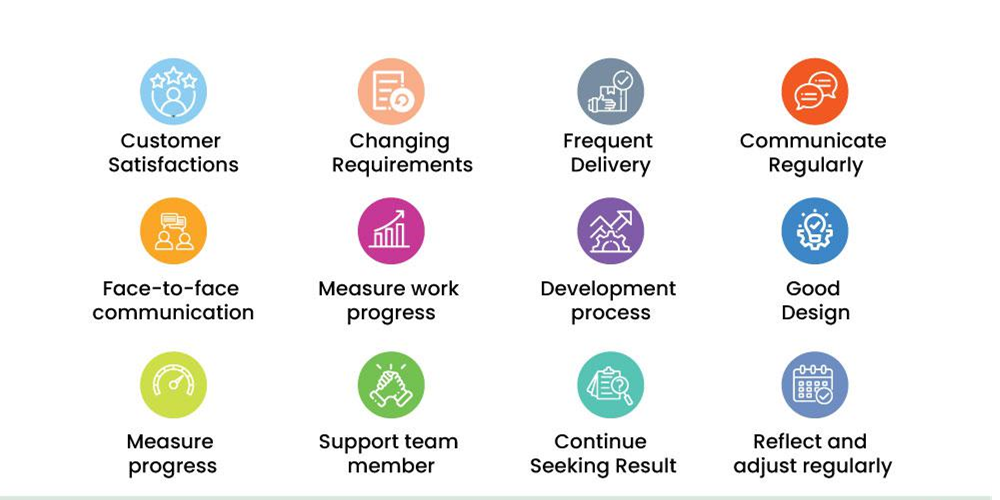 Customer
Satisfactions
Changing
Requirements
Frequent
Delivery
Communicate
Regularly
Face-to-face
communication
Measure work
progress
Development
process
Good
Design
Measure
progress
Support team
member
Continue
Seeking Result
Reflect and
adjust regularly